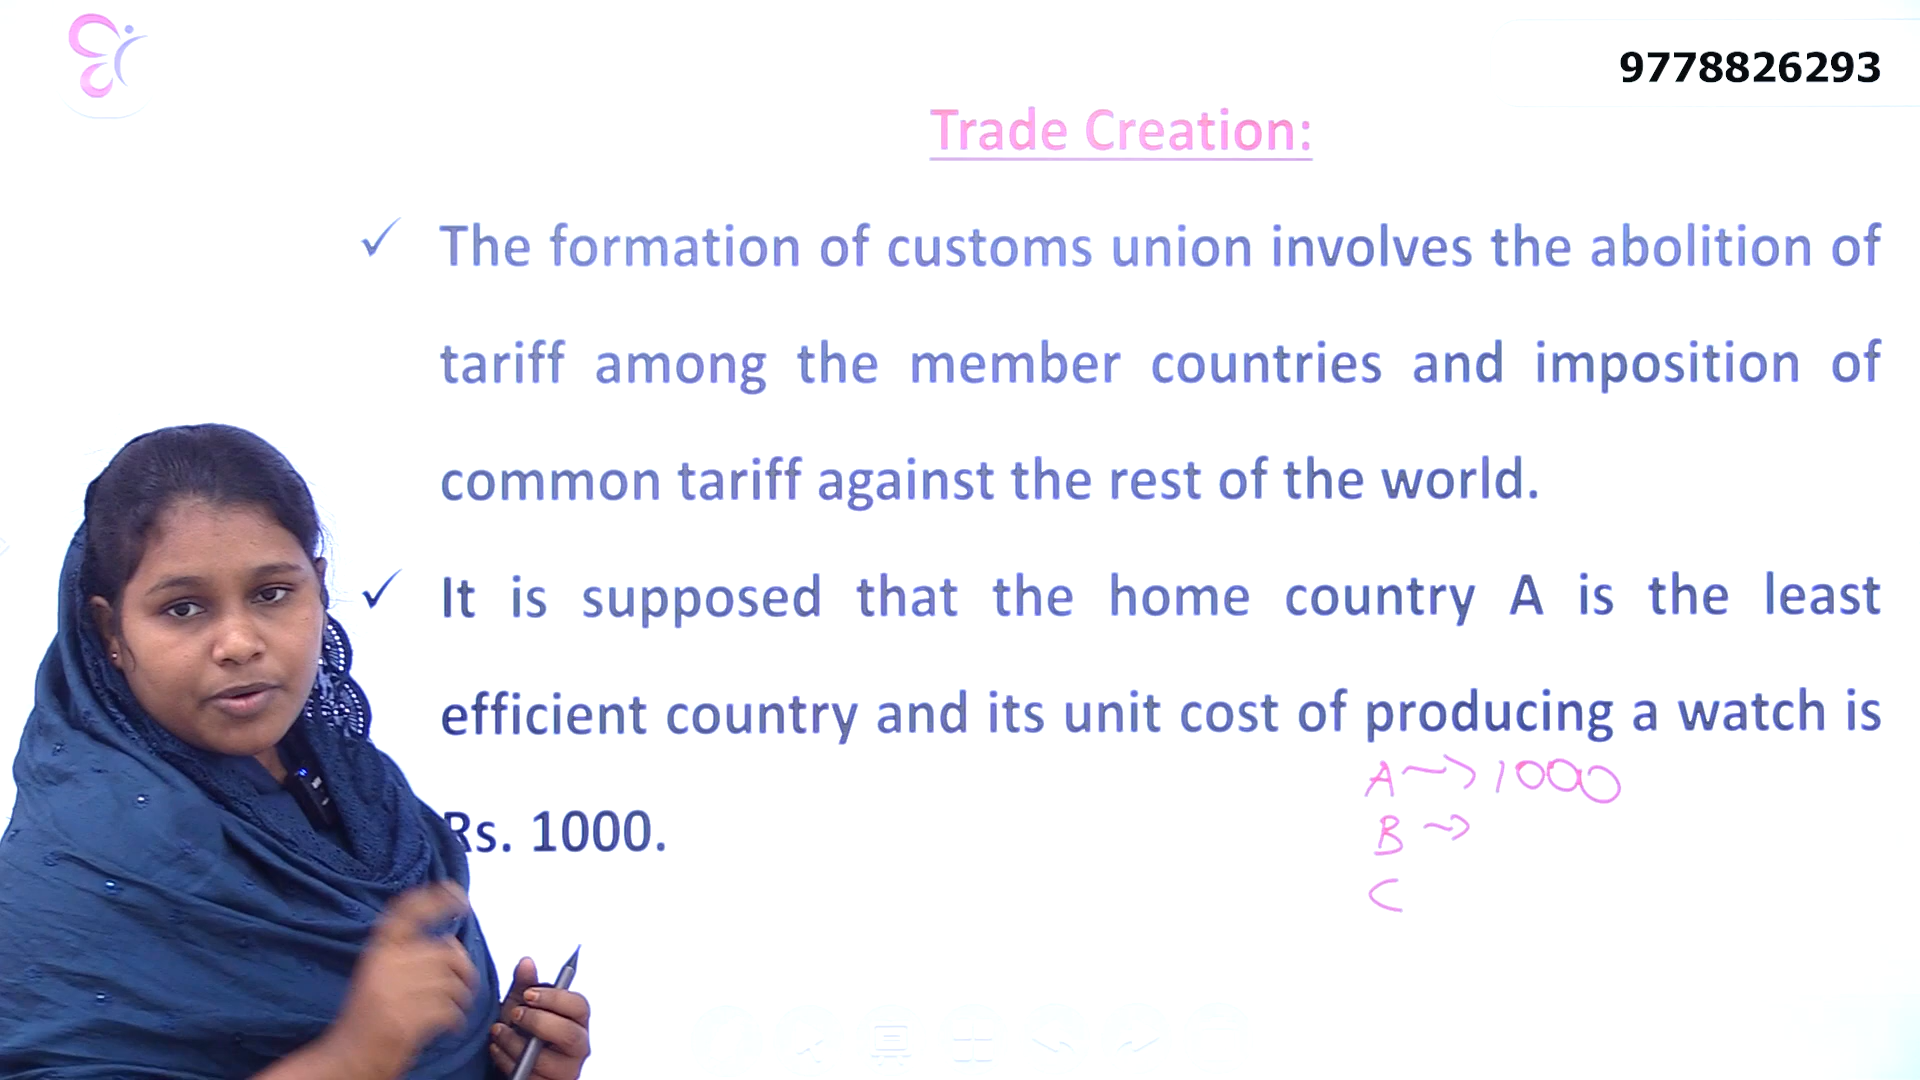 9778826293
Trade Creation:
The formation of customs union involves the abolition of
tariff among the member countries and imposition of
common tariff against the rest of the world.
It is supposed that the home country A is the least
efficient country and its unit cost of producing a watch is
Rs. 1000.
A → 1000
B →
C